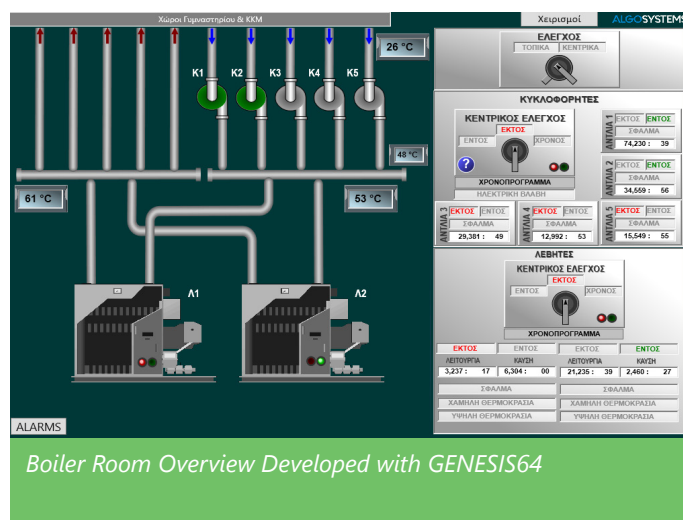 Χώροι Γυμναστηρίου & ΚΚΜ
Χειρισμοί
ALGOSYSTEMS
26 °C
K1
K2
K3
K4
K5
48 °C
61 °C
53 °C
Λ1
Λ2
ALARMS
ΕΛΕΓΧΟΣ
ΤΟΠΙΚΑ ΚΕΝΤΡΙΚΑ
ΚΥΚΛΟΦΟΡΗΤΕΣ
ΚΕΝΤΡΙΚΟΣ ΕΛΕΓΧΟΣ
ΕΚΤΟΣ
ΕΝΤΟΣ ΧΡΟΝΟΣ
?
ΧΡΟΝΟΠΡΟΓΡΑΜΜΑ
ΗΛΕΚΤΡΙΚΗ ΒΛΑΒΗ
ΑΝΤΛΙΑ 1
ΕΚΤΟΣ ΕΝΤΟΣ
ΣΦΑΛΜΑ
74,230 : 39
ΑΝΤΛΙΑ 2
ΕΚΤΟΣ ΕΝΤΟΣ
ΣΦΑΛΜΑ
34,559 : 56
ΑΝΤΛΙΑ 3
ΕΚΤΟΣ ΕΝΤΟΣ
ΣΦΑΛΜΑ
29,381 : 49
ΑΝΤΛΙΑ 4
ΕΚΤΟΣ ΕΝΤΟΣ
ΣΦΑΛΜΑ
12,992 : 53
ΑΝΤΛΙΑ 5
ΕΚΤΟΣ ΕΝΤΟΣ
ΣΦΑΛΜΑ
15,549 : 55
ΛΕΒΗΤΕΣ
ΚΕΝΤΡΙΚΟΣ ΕΛΕΓΧΟΣ
ΕΚΤΟΣ
ΕΝΤΟΣ ΧΡΟΝΟΣ
ΧΡΟΝΟΠΡΟΓΡΑΜΜΑ
ΕΚΤΟΣ ΕΝΤΟΣ ΕΚΤΟΣ ΕΝΤΟΣ
ΛΕΙΤΟΥΡΓΙΑ ΚΑΥΣΗ ΛΕΙΤΟΥΡΓΙΑ ΚΑΥΣΗ
3,237 : 17 6,304 : 00 21,235 : 39 2,460 : 27
ΣΦΑΛΜΑ ΣΦΑΛΜΑ
ΧΑΜΗΛΗ ΘΕΡΜΟΚΡΑΣΙΑ ΧΑΜΗΛΗ ΘΕΡΜΟΚΡΑΣΙΑ
ΥΨΗΛΗ ΘΕΡΜΟΚΡΑΣΙΑ ΥΨΗΛΗ ΘΕΡΜΟΚΡΑΣΙΑ
Boiler Room Overview Developed with GENESIS64